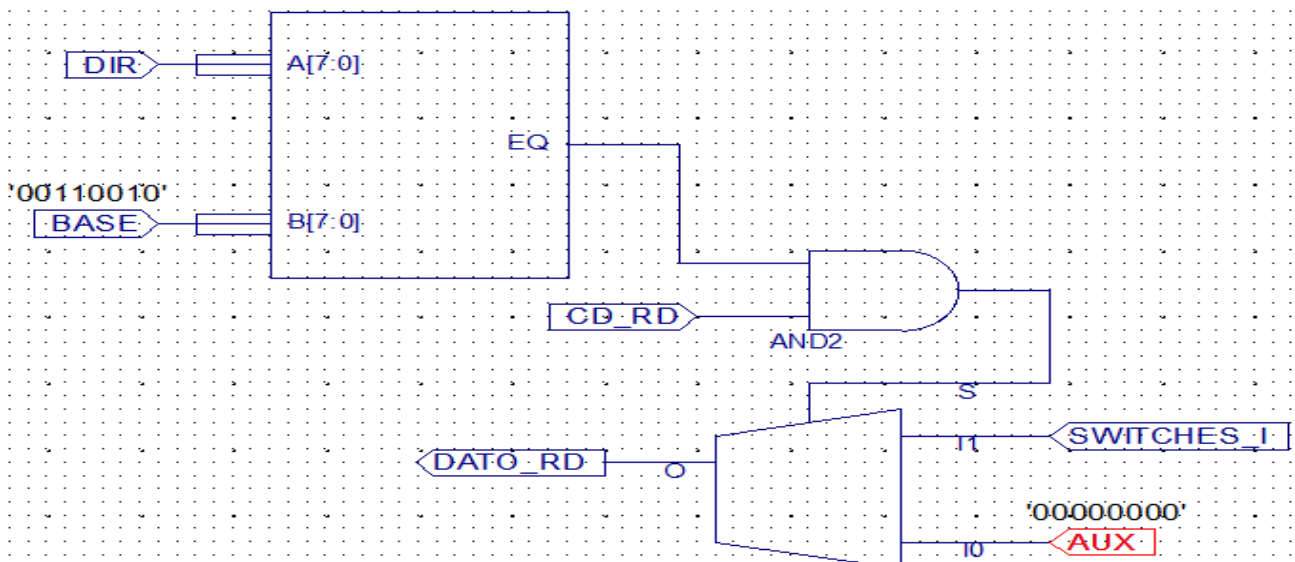 DIR
A[7:0]
EQ
'00110010'
BASE
B[7:0]
CD_RD
AND2
S
DATO_RD
O
I1
SWITCHES_I
'00000000'
I0
AUX